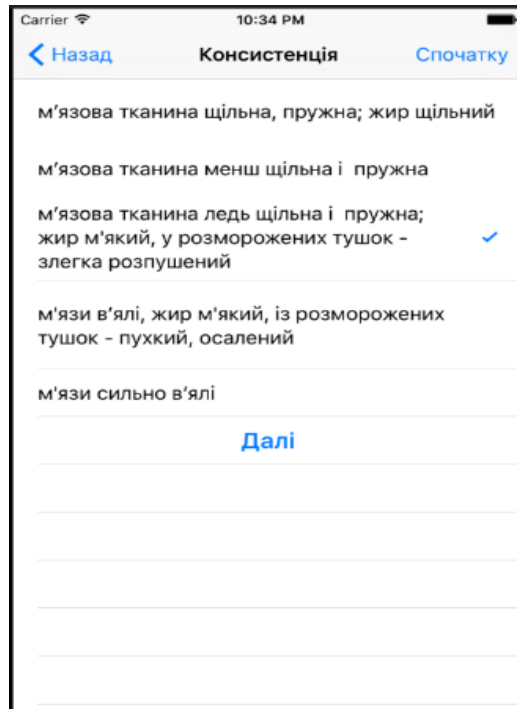 Carrier 10:34 PM
Назад Консистенція Спочатку
м’язова тканина щільна, пружна; жир щільний
м’язова тканина менш щільна і  пружна
м’язова тканина ледь щільна і  пружна;
жир м'який, у розморожених тушок -
злегка розпушений
м'язи в’ялі, жир м'який, із розморожених
тушок - пухкий, осалений
м'язи сильно в’ялі
Далі